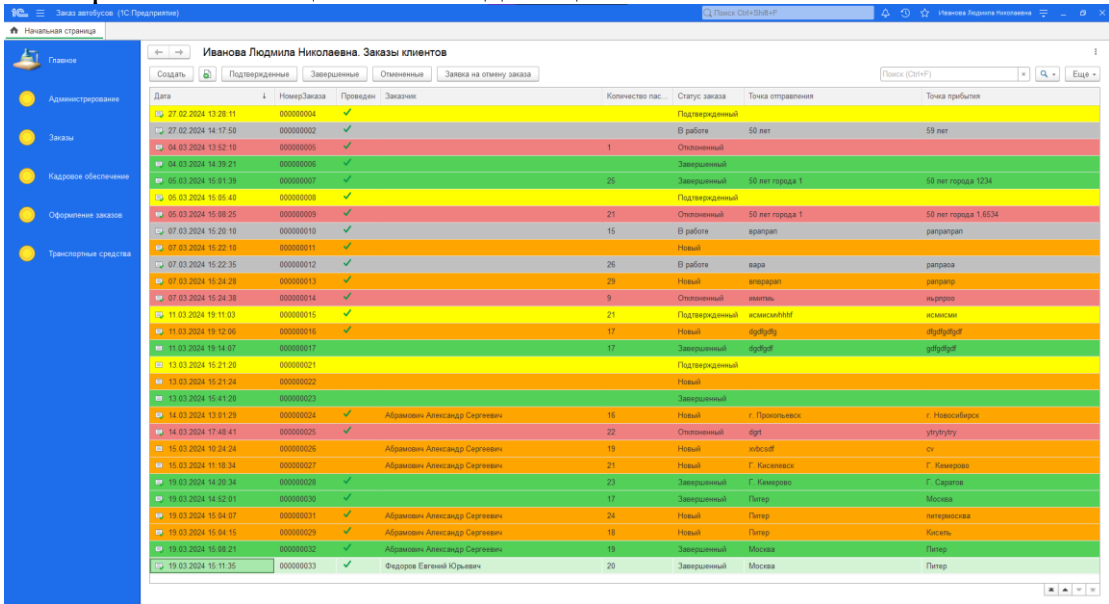 1С Заказ автобусов (1С:Предприятие) Поиск Ctrl+Shift+F Иванова Людмила Николаевна
Начальная страница
Главное
Администрирование
Заказы
Кадровое обеспечение
Оформление заказов
Транспортные средства
Иванова Людмила Николаевна. Заказы клиентов
Создать Подтвержденные Завершенные Отмененные Заявка на отмену заказа Поиск (Ctrl+F) × Еще
Дата ↓ НомерЗаказа Проведен Заказчик Количество пас... Статус заказа Точка отправления Точка прибытия
27.02.2024 13:28:11 000000004 Подтвержденный
27.02.2024 14:17:50 000000002 В работе 50 лет 59 лет
04.03.2024 13:52:10 000000005 1 Отклоненный
04.03.2024 14:39:21 000000006 Завершенный
05.03.2024 15:01:39 000000007 25 Завершенный 50 лет города 1 50 лет города 1234
05.03.2024 15:05:40 000000008 Подтвержденный
05.03.2024 15:08:25 000000009 21 Отклоненный 50 лет города 1 50 лет города 1,6534
07.03.2024 15:20:10 000000010 15 В работе врапрап рапрапрап
07.03.2024 15:22:10 000000011 Новый
07.03.2024 15:22:35 000000012 26 В работе вара
07.03.2024 15:24:28 000000013 29 Новый
07.03.2024 15:24:38 000000014 9 Отклоненный
11.03.2024 19:11:03 000000015 21 Подтвержденный исмисмчhhhf исмисми
11.03.2024 19:12:06 000000016 17 Новый dgdfgdfg dfgdfgdfgdf
11.03.2024 19:14:07 000000017 17 Завершенный dgdfgdf gdfgdfgdf
13.03.2024 15:21:20 000000021 Подтвержденный
13.03.2024 15:21:24 000000022 Новый
13.03.2024 15:41:20 000000023 Завершенный
14.03.2024 13:01:29 000000024 Абрамович Александр Сергеевич 16 Новый г. Прокопьевск г. Новосибирск
14.03.2024 17:48:41 000000025 22 Отклоненный dgrt ytrytrytry
15.03.2024 10:24:24 000000026 Абрамович Александр Сергеевич 19 Новый xvbcsdf cv
15.03.2024 11:18:34 000000027 Абрамович Александр Сергеевич 21 Новый Г. Киселевск Г. Кемерово
19.03.2024 14:20:34 000000028 23 Завершенный Г. Кемерово Г. Саратов
19.03.2024 14:52:01 000000030 17 Завершенный Питер Москва
19.03.2024 15:04:07 000000031 Абрамович Александр Сергеевич 24 Новый Питер питермосква
19.03.2024 15:04:15 000000029 Абрамович Александр Сергеевич 18 Новый Питер Кисель
19.03.2024 15:08:21 000000032 Абрамович Александр Сергеевич 19 Завершенный Москва Питер
19.03.2024 15:11:35 000000033 Федоров Евгений Юрьевич 20 Завершенный Москва Питер